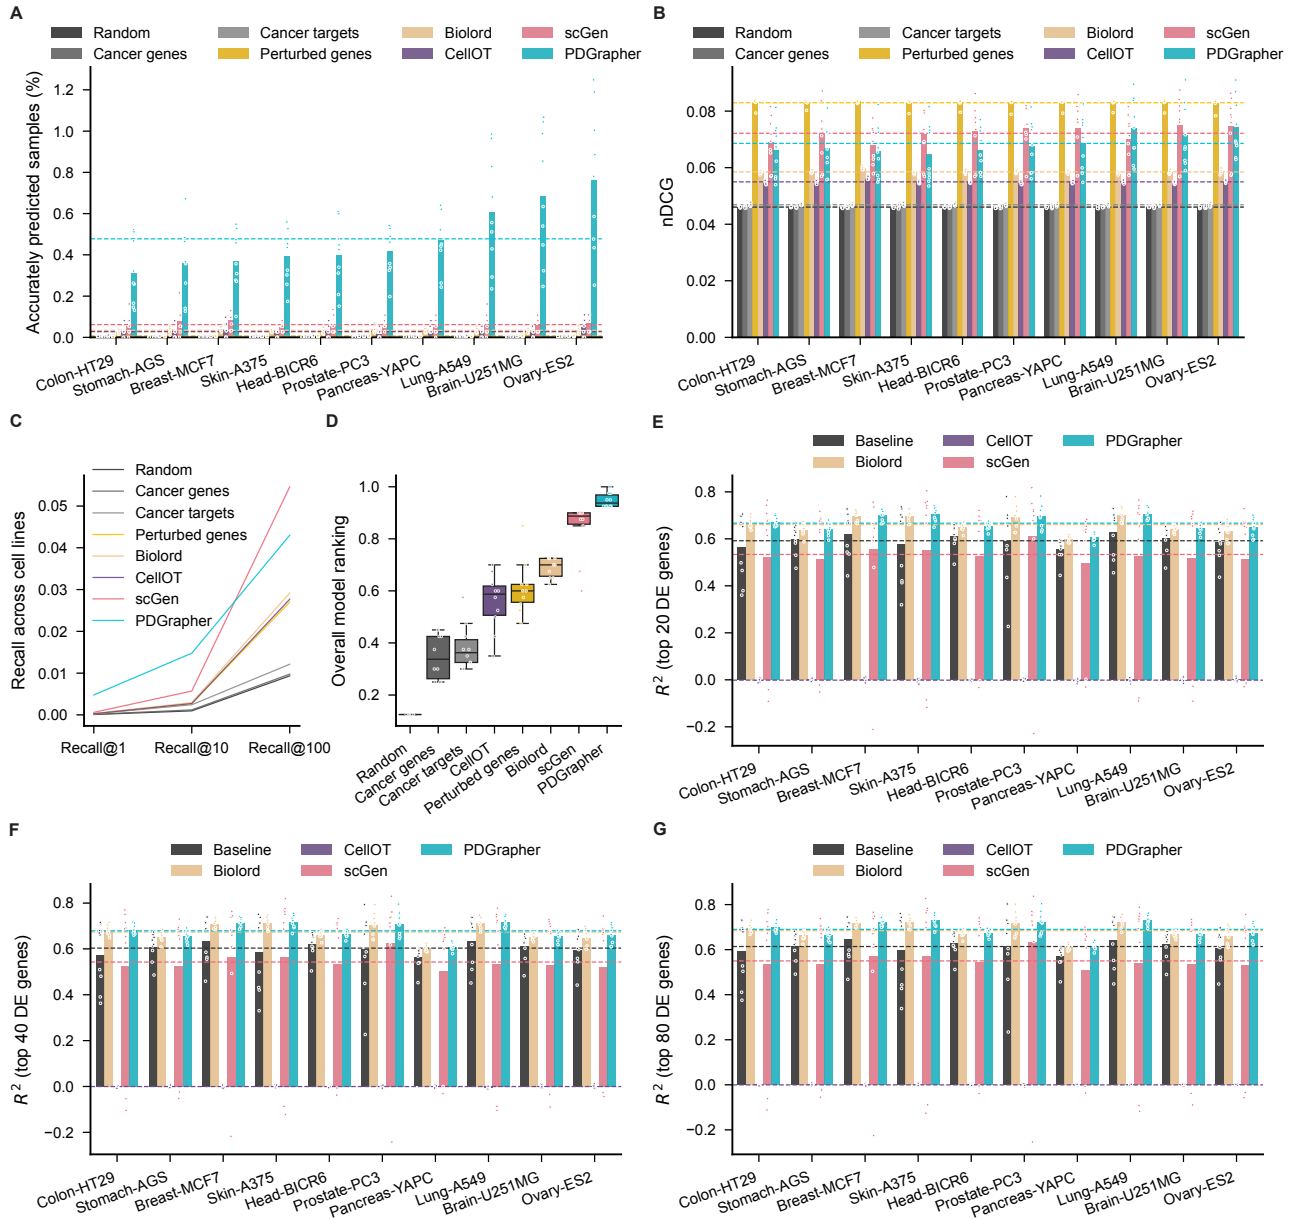 A
Random
Cancer genes
Cancer targets
Perturbed genes
Biolord
CellOT
scGen
PDGrapher
Accurately predicted samples (%)
1.2
1.0
0.8
0.6
0.4
0.2
0.0
Colon-HT29
Stomach-AGS
Breast-MCF7
Skin-A375
Head-BICR6
Prostate-PC3
Pancreas-YAPC
Lung-A549
Brain-U251MG
Ovary-ES2
B
Random
Cancer genes
Cancer targets
Perturbed genes
Biolord
CellOT
scGen
PDGrapher
nDCG
0.08
0.06
0.04
0.02
0.00
Colon-HT29
Stomach-AGS
Breast-MCF7
Skin-A375
Head-BICR6
Prostate-PC3
Pancreas-YAPC
Lung-A549
Brain-U251MG
Ovary-ES2
C
Random
Cancer genes
Cancer targets
Perturbed genes
Biolord
CellOT
scGen
PDGrapher
Recall across cell lines
0.05
0.04
0.03
0.02
0.01
0.00
Recall@1
Recall@10
Recall@100
D
Overall model ranking
1.0
0.8
0.6
0.4
0.2
Random
Cancer genes
Cancer targets
CellOT
Perturbed genes
Biolord
scGen
PDGrapher
E
Baseline
Biolord
CellOT
scGen
PDGrapher
R² (top 20 DE genes)
0.8
0.6
0.4
0.2
0.0
−0.2
Colon-HT29
Stomach-AGS
Breast-MCF7
Skin-A375
Head-BICR6
Prostate-PC3
Pancreas-YAPC
Lung-A549
Brain-U251MG
Ovary-ES2
F
Baseline
Biolord
CellOT
scGen
PDGrapher
R² (top 40 DE genes)
0.8
0.6
0.4
0.2
0.0
−0.2
Colon-HT29
Stomach-AGS
Breast-MCF7
Skin-A375
Head-BICR6
Prostate-PC3
Pancreas-YAPC
Lung-A549
Brain-U251MG
Ovary-ES2
G
Baseline
Biolord
CellOT
scGen
PDGrapher
R² (top 80 DE genes)
0.8
0.6
0.4
0.2
0.0
−0.2
Colon-HT29
Stomach-AGS
Breast-MCF7
Skin-A375
Head-BICR6
Prostate-PC3
Pancreas-YAPC
Lung-A549
Brain-U251MG
Ovary-ES2